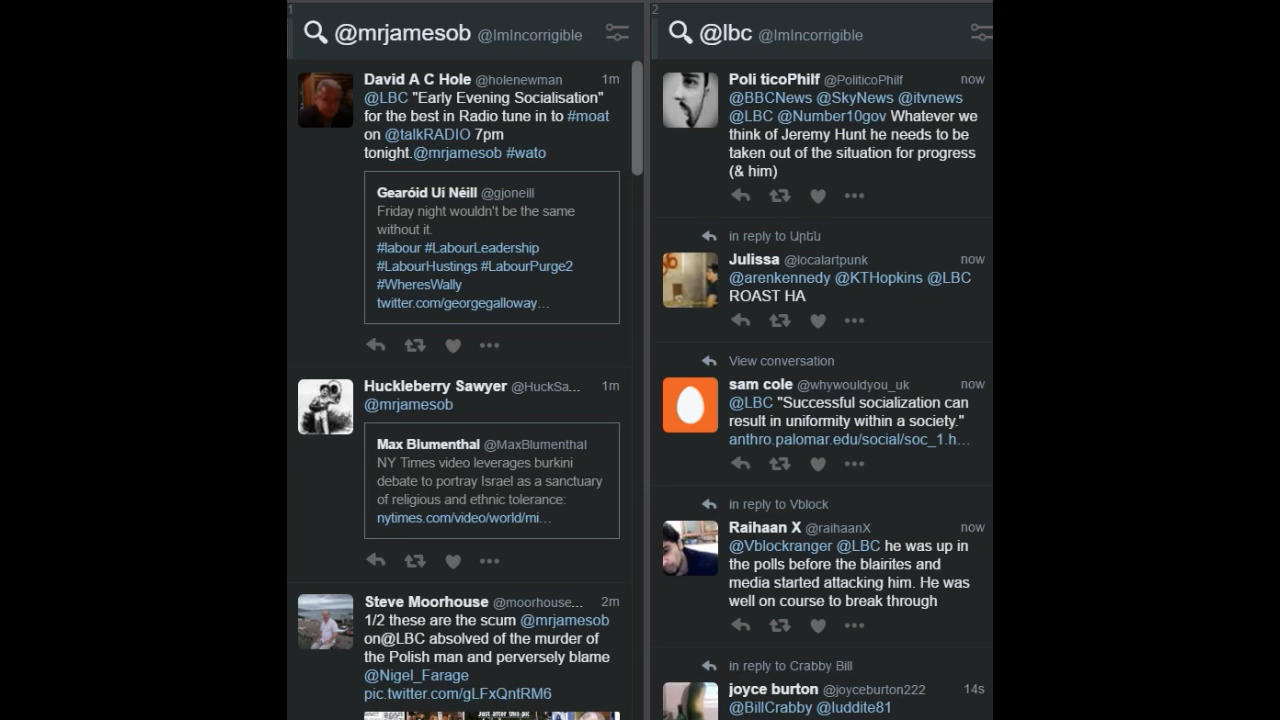 1
@mrjamesob @ImIncorrigible
David A C Hole @holenewman 1m
@LBC "Early Evening Socialisation"
for the best in Radio tune in to #moat
on @talkRADIO 7pm
tonight.@mrjamesob #wato
Gearóid Uí Néill @gjoneill
Friday night wouldn't be the same
without it.
#labour #LabourLeadership
#LabourHustings #LabourPurge2
#WheresWally
twitter.com/georgegalloway…
Huckleberry Sawyer @HuckSa... 1m
@mrjamesob
Max Blumenthal @MaxBlumenthal
NY Times video leverages burkini
debate to portray Israel as a sanctuary
of religious and ethnic tolerance:
nytimes.com/video/world/mi…
Steve Moorhouse @moorhouse... 2m
1/2 these are the scum @mrjamesob
on@LBC absolved of the murder of
the Polish man and perversely blame
@Nigel_Farage
pic.twitter.com/gLFxQntRM6
Just after this pic
2
@lbc @ImIncorrigible
Poli ticoPhilf @PoliticoPhilf now
@BBCNews @SkyNews @itvnews
@LBC @Number10gov Whatever we
think of Jeremy Hunt he needs to be
taken out of the situation for progress
(& him)
in reply to Արեն
Julissa @localartpunk now
@arenkennedy @KTHopkins @LBC
ROAST HA
View conversation
sam cole @whywouldyou_uk now
@LBC "Successful socialization can
result in uniformity within a society."
anthro.palomar.edu/social/soc_1.h…
in reply to Vblock
Raihaan X @raihaanX now
@Vblockranger @LBC he was up in
the polls before the blairites and
media started attacking him. He was
well on course to break through
in reply to Crabby Bill
joyce burton @joyceburton222 14s
@BillCrabby @luddite81